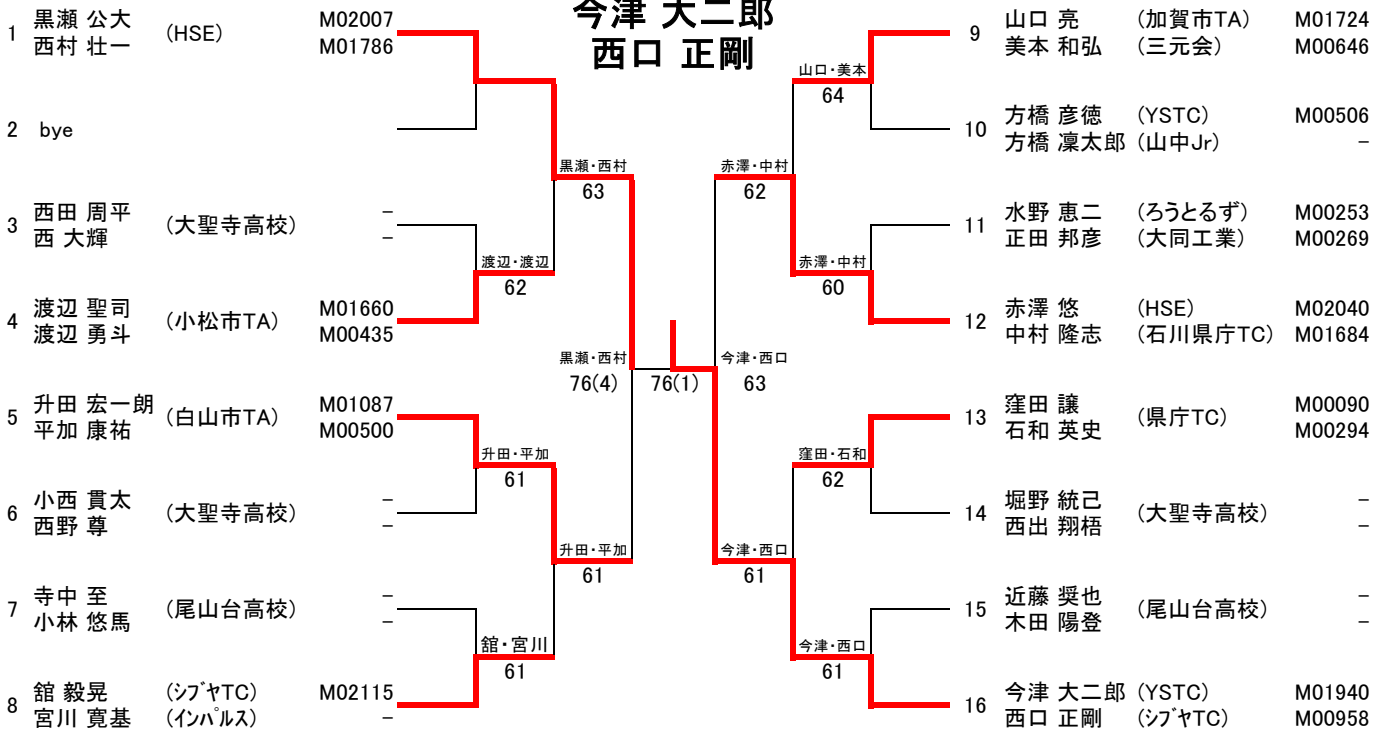 今津 大二郎
西口 正剛
1 黒瀬 公大 (HSE) M02007
西村 壮一 M01786
2 bye
3 西田 周平 (大聖寺高校) −
西 大輝 −
4 渡辺 聖司 (小松市TA) M01660
渡辺 勇斗 M00435
5 升田 宏一朗 (白山市TA) M01087
平加 康祐 M00500
6 小西 貫太 (大聖寺高校) −
西野 尊 −
7 寺中 至 (尾山台高校) −
小林 悠馬 −
8 舘 毅晃 (シブヤTC) M02115
宮川 寛基 (インパルス) −
渡辺・渡辺
62
升田・平加
61
舘・宮川
61
黒瀬・西村
63
升田・平加
61
黒瀬・西村
76(4)
76(1)
今津・西口
63
赤澤・中村
62
今津・西口
61
山口・美本
64
赤澤・中村
60
窪田・石和
62
今津・西口
61
9 山口 亮 (加賀市TA) M01724
美本 和弘 (三元会) M00646
10 方橋 彦徳 (YSTC) M00506
方橋 凜太郎 (山中Jr) −
11 水野 恵二 (ろうとるず) M00253
正田 邦彦 (大同工業) M00269
12 赤澤 悠 (HSE) M02040
中村 隆志 (石川県庁TC) M01684
13 窪田 譲 (県庁TC) M00090
石和 英史 M00294
14 堀野 統己 (大聖寺高校) −
西出 翔梧 −
15 近藤 奨也 (尾山台高校) −
木田 陽登 −
16 今津 大二郎 (YSTC) M01940
西口 正剛 (シブヤTC) M00958